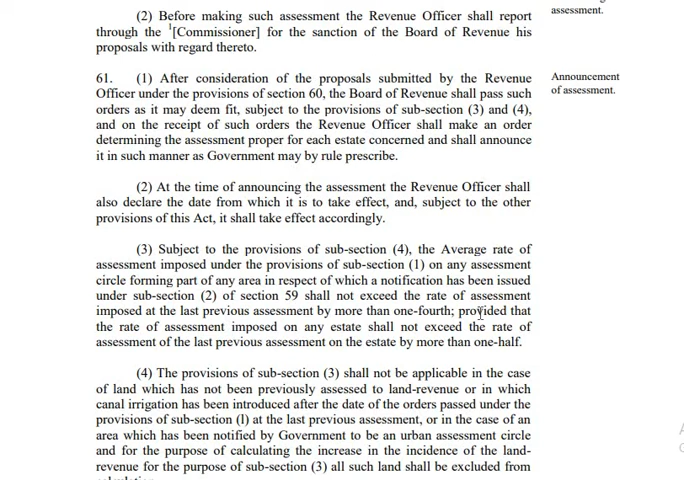 assessment.
(2) Before making such assessment the Revenue Officer shall report
through the ¹[Commissioner] for the sanction of the Board of Revenue his
proposals with regard thereto.
61. (1) After consideration of the proposals submitted by the Revenue
Officer under the provisions of section 60, the Board of Revenue shall pass such
orders as it may deem fit, subject to the provisions of sub-section (3) and (4),
and on the receipt of such orders the Revenue Officer shall make an order
determining the assessment proper for each estate concerned and shall announce
it in such manner as Government may by rule prescribe.
Announcement
of assessment.
(2) At the time of announcing the assessment the Revenue Officer shall
also declare the date from which it is to take effect, and, subject to the other
provisions of this Act, it shall take effect accordingly.
(3) Subject to the provisions of sub-section (4), the Average rate of
assessment imposed under the provisions of sub-section (1) on any assessment
circle forming part of any area in respect of which a notification has been issued
under sub-section (2) of section 59 shall not exceed the rate of assessment
imposed at the last previous assessment by more than one-fourth; provided that
the rate of assessment imposed on any estate shall not exceed the rate of
assessment of the last previous assessment on the estate by more than one-half.
(4) The provisions of sub-section (3) shall not be applicable in the case
of land which has not been previously assessed to land-revenue or in which
canal irrigation has been introduced after the date of the orders passed under the
provisions of sub-section (l) at the last previous assessment, or in the case of an
area which has been notified by Government to be an urban assessment circle
and for the purpose of calculating the increase in the incidence of the land-
revenue for the purpose of sub-section (3) all such land shall be excluded from